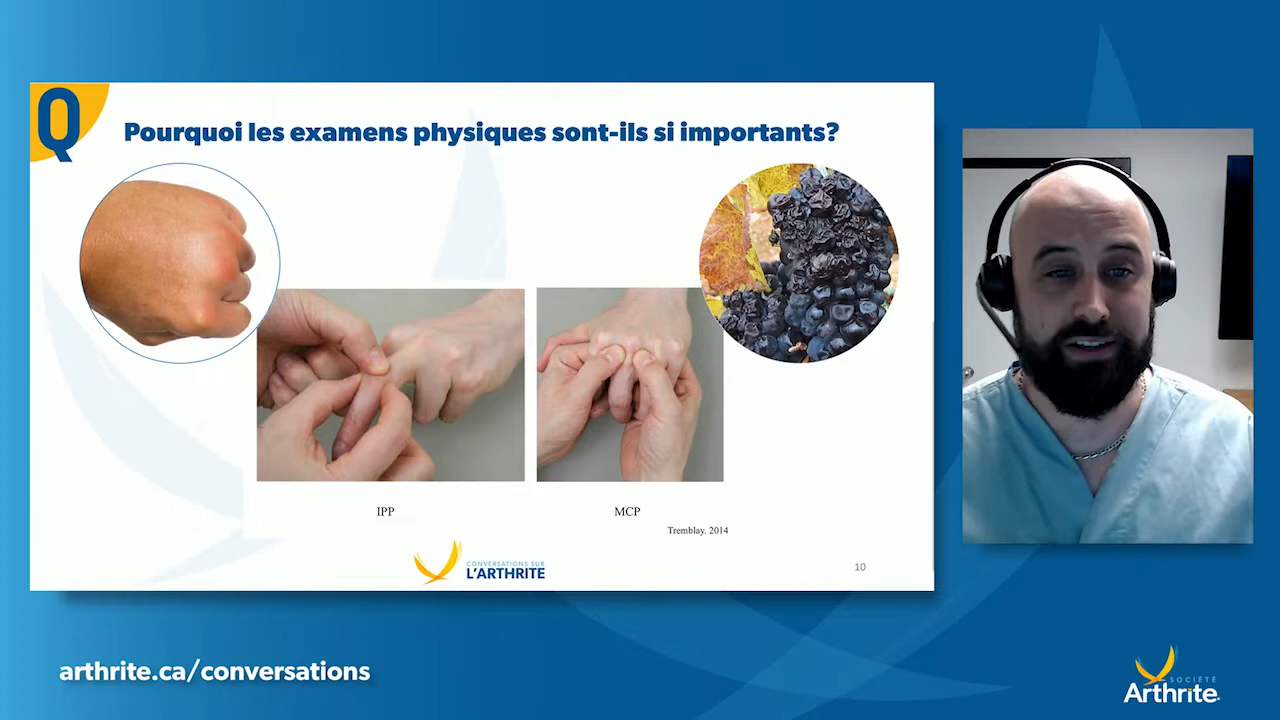 Q
Pourquoi les examens physiques sont-ils si importants?
IPP
MCP
Tremblay. 2014
CONVERSATIONS SUR
L'ARTHRITE
10
arthrite.ca/conversations
SOCIÉTÉ
Arthrite.